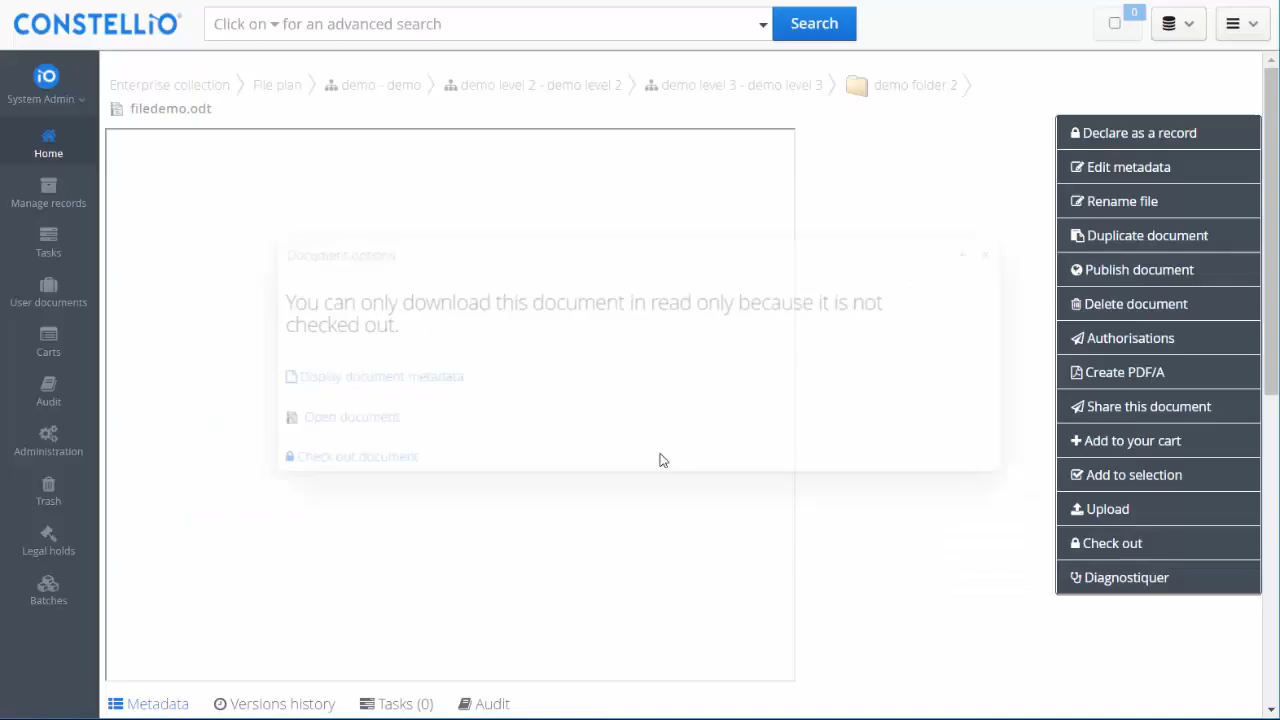 CONSTELLiO
Click on for an advanced search
Search
0
iO
System Admin
Home
Manage records
Tasks
User documents
Carts
Audit
Administration
Trash
Legal holds
Batches
Enterprise collection
File plan
demo - demo
demo level 2 - demo level 2
demo level 3 - demo level 3
demo folder 2
filedemo.odt
Document options
You can only download this document in read only because it is not
checked out.
Display document metadata
Open document
Check out document
Declare as a record
Edit metadata
Rename file
Duplicate document
Publish document
Delete document
Authorisations
Create PDF/A
Share this document
Add to your cart
Add to selection
Upload
Check out
Diagnostiquer
Metadata
Versions history
Tasks (0)
Audit